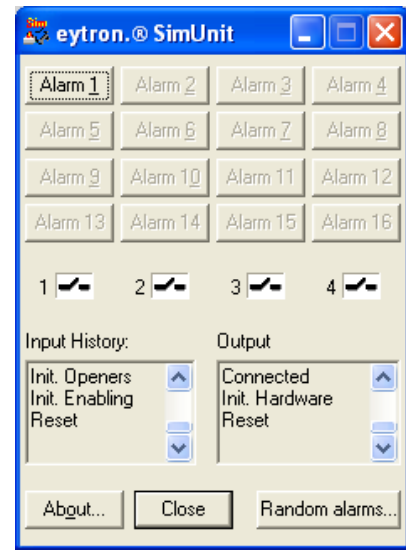 Sim
eytron.® SimUnit
Alarm 1 Alarm 2 Alarm 3 Alarm 4
Alarm 5 Alarm 6 Alarm 7 Alarm 8
Alarm 9 Alarm 10 Alarm 11 Alarm 12
Alarm 13 Alarm 14 Alarm 15 Alarm 16
1 2 3 4
Input History: Output
Init. Openers Connected
Init. Enabling Init. Hardware
Reset Reset
About... Close Random alarms...